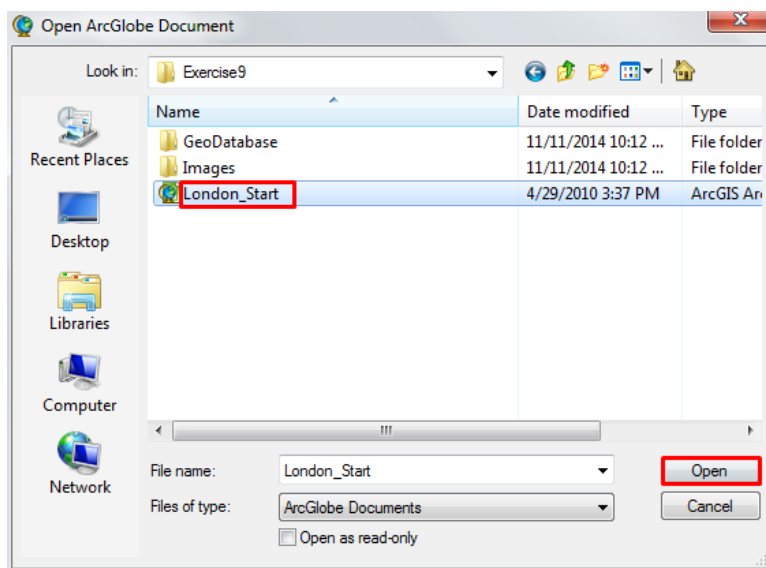 Open ArcGlobe Document
Look in: Exercise9
Name Date modified Type
GeoDatabase 11/11/2014 10:12 ... File folder
Images 11/11/2014 10:12 ... File folder
London_Start 4/29/2010 3:37 PM ArcGIS Ar
Recent Places
Desktop
Libraries
Computer
Network
File name: London_Start Open
Files of type: ArcGlobe Documents Cancel
Open as read-only